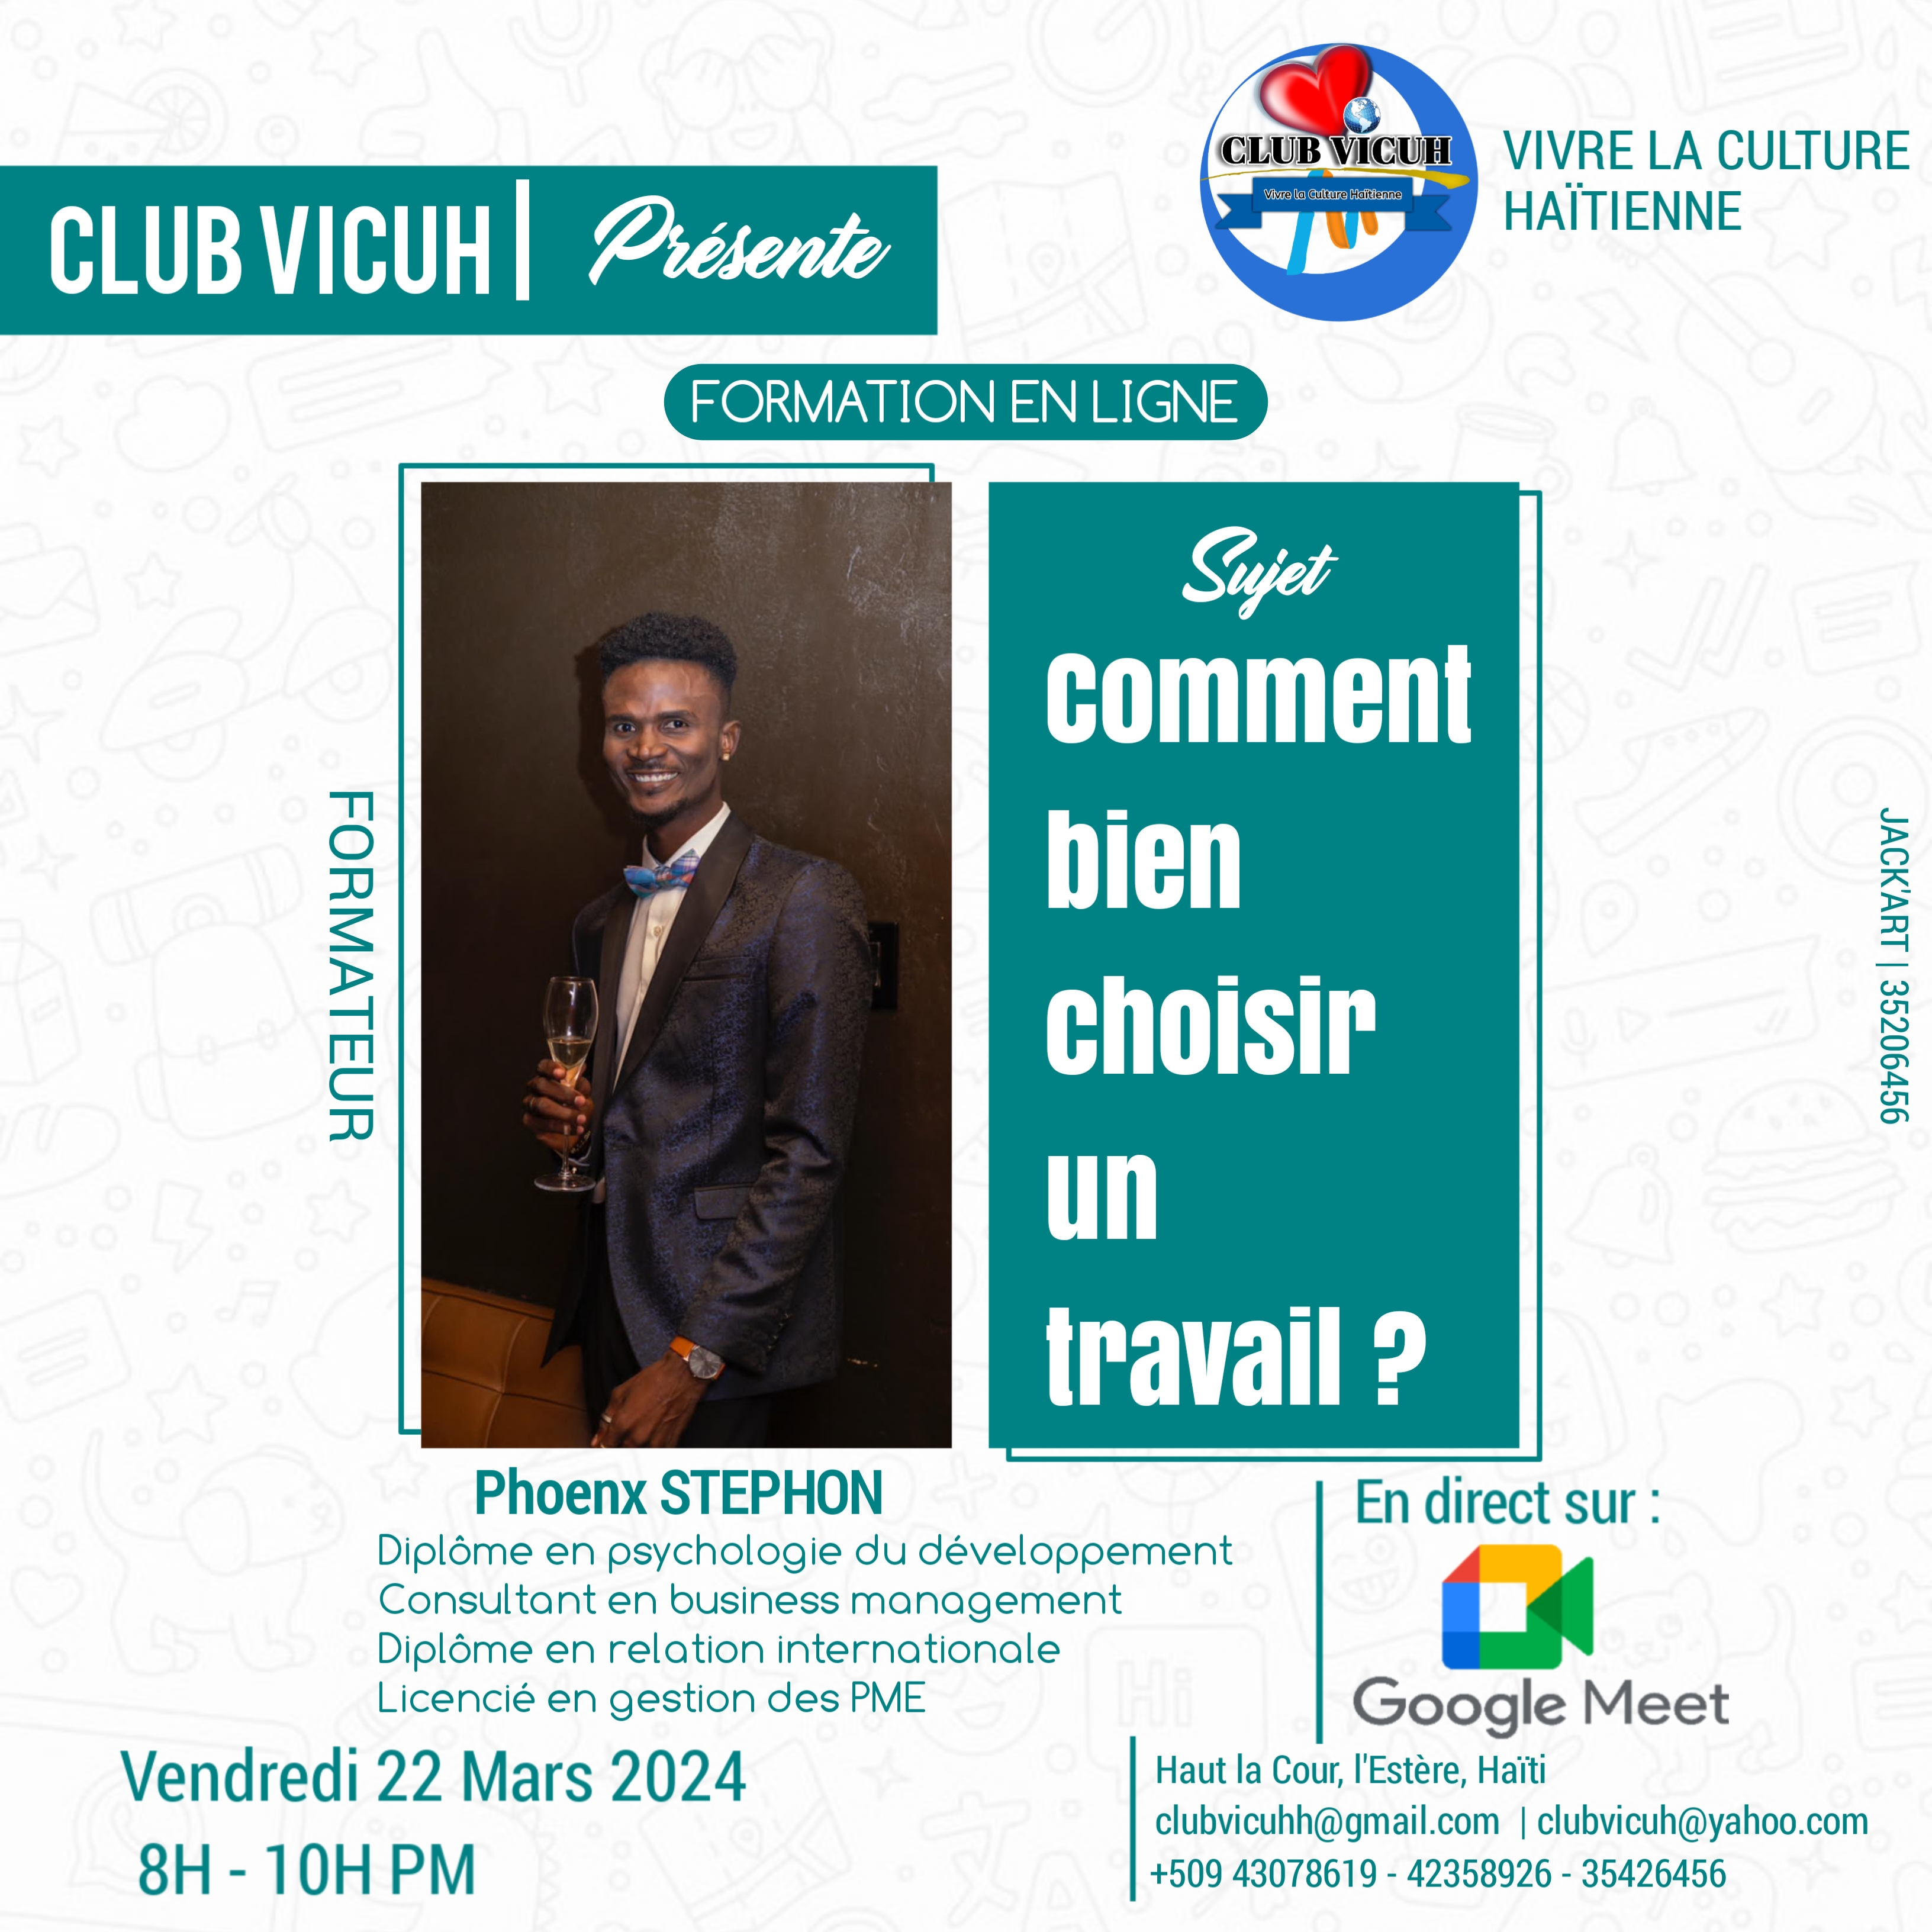 CLUB VICUH | Présente
CLUB VICUH
Vivre la Culture Haïtienne
VIVRE LA CULTURE
HAÏTIENNE
FORMATION EN LIGNE
FORMATEUR
Sujet
comment
bien
choisir
un
travail ?
JACK'ART | 35206456
Phoenx STEPHON
Diplôme en psychologie du développement
Consultant en business management
Diplôme en relation internationale
Licencié en gestion des PME
En direct sur :
Google Meet
Vendredi 22 Mars 2024
8H - 10H PM
Haut la Cour, l'Estère, Haïti
clubvicuhh@gmail.com | clubvicuh@yahoo.com
+509 43078619 - 42358926 - 35426456
Hi